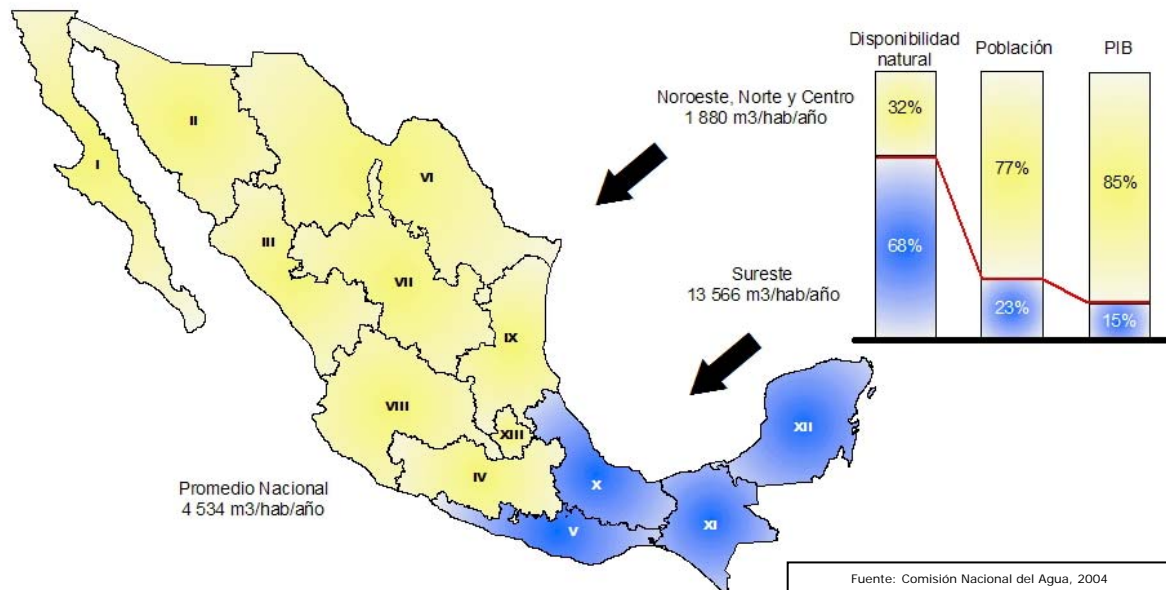 Disponibilidad
natural
Población
PIB
Noroeste, Norte y Centro
1 880 m3/hab/año
32%
77%
85%
68%
23%
15%
Sureste
13 566 m3/hab/año
I
II
III
VI
VII
IX
VIII
XIII
IV
X
V
XI
XII
Promedio Nacional
4 534 m3/hab/año
Fuente: Comisión Nacional del Agua, 2004